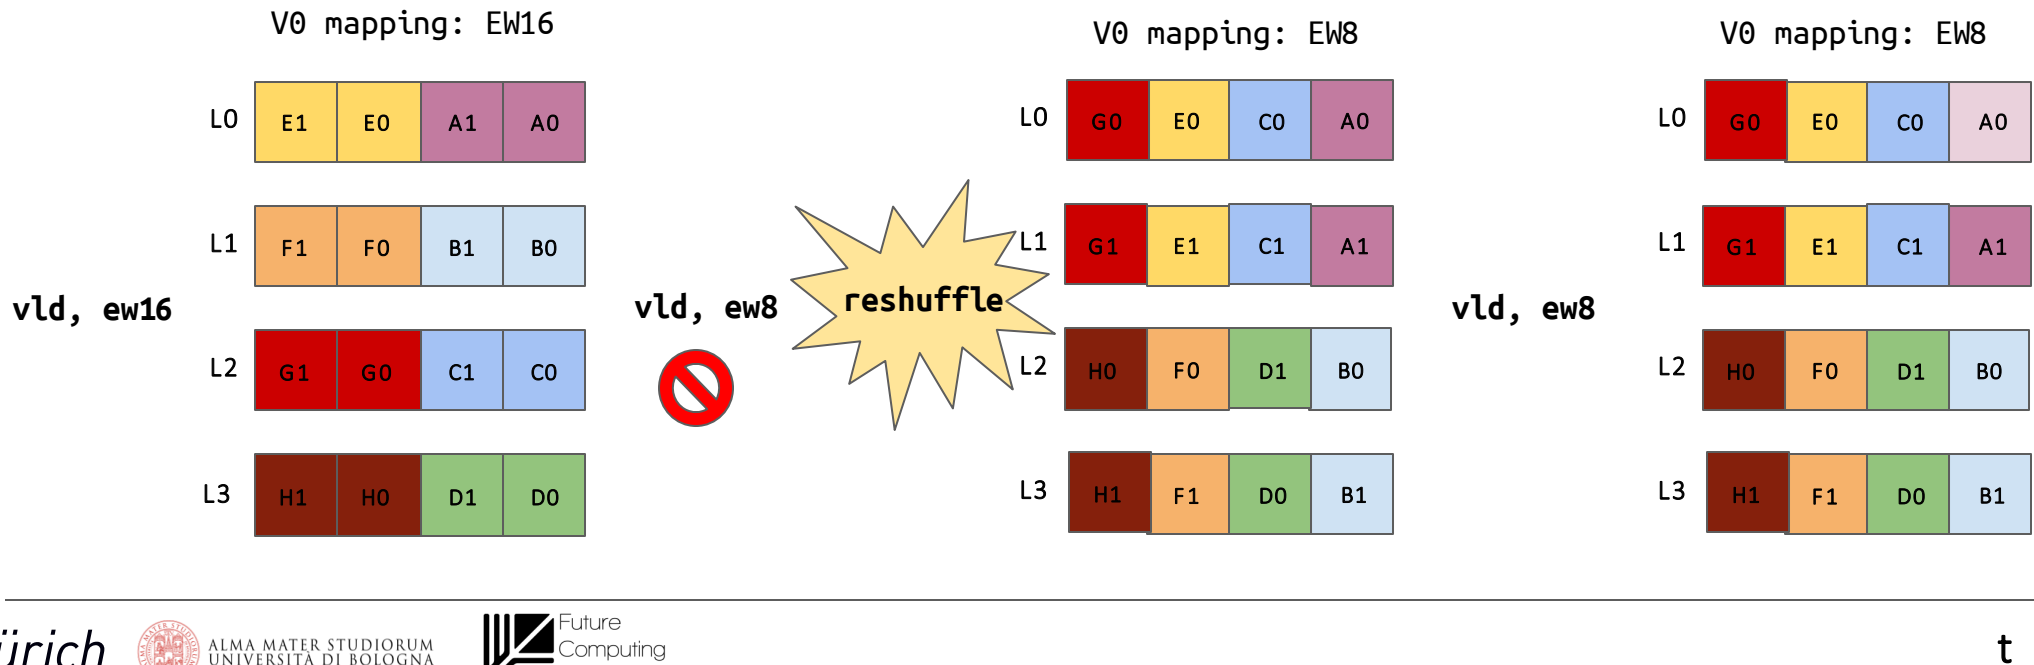 V0 mapping: EW16
V0 mapping: EW8
V0 mapping: EW8
L0 E1 E0 A1 A0
L0 G0 E0 C0 A0
L0 G0 E0 C0 A0
L1 F1 F0 B1 B0
L1 G1 E1 C1 A1
L1 G1 E1 C1 A1
vld, ew16
vld, ew8
reshuffle
vld, ew8
L2 G1 G0 C1 C0
L2 H0 F0 D1 B0
L2 H0 F0 D1 B0
L3 H1 H0 D1 D0
L3 H1 F1 D0 B1
L3 H1 F1 D0 B1
ürich
ALMA MATER STUDIORUM
UNIVERSITÀ DI BOLOGNA
Future
Computing
t